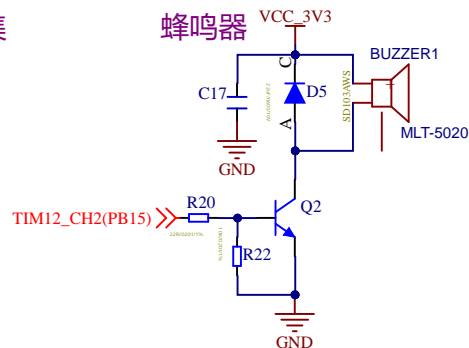 集
蜂鸣器
VCC_3V3
BUZZER1
C
C17
D5
SD103AWS
A
MLT-5020
GND
Q2
R20
TIM12_CH2(PB15)
R22
GND